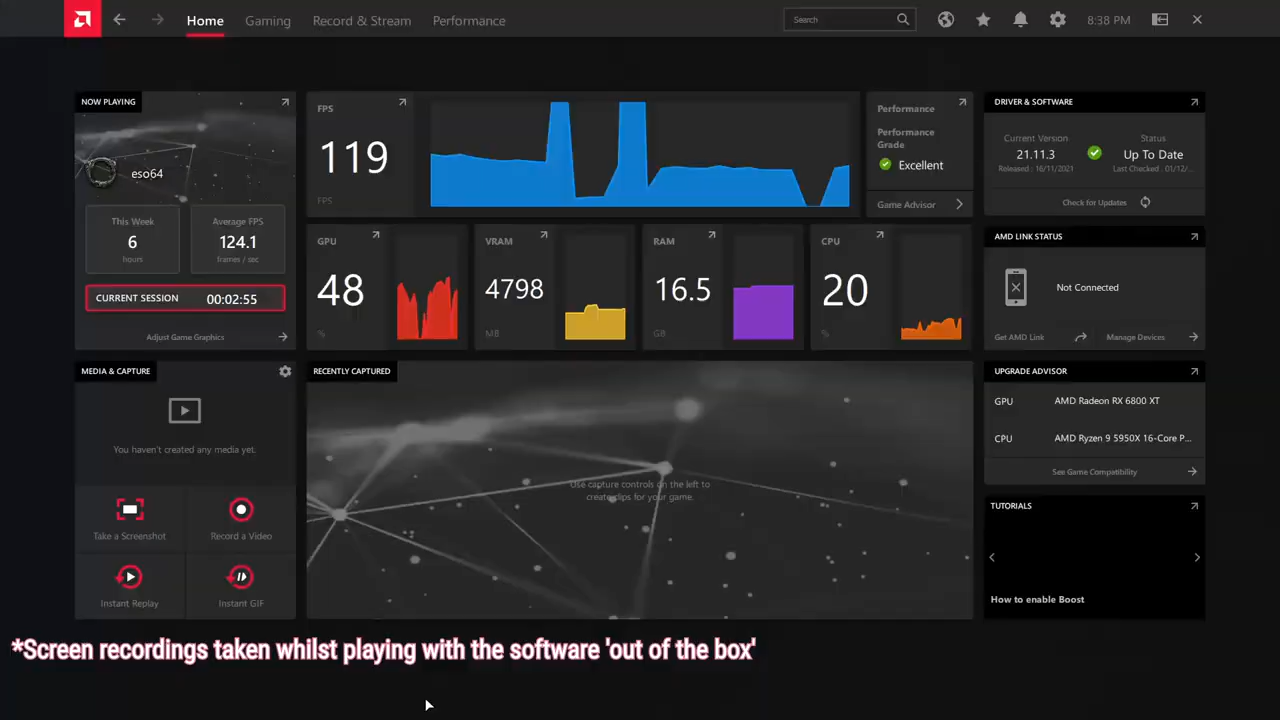 Home
Gaming
Record & Stream
Performance
Search
8:38 PM
NOW PLAYING
eso64
This Week
6
hours
Average FPS
124.1
frames / sec
CURRENT SESSION
00:02:55
Adjust Game Graphics
FPS
119
FPS
Performance
Performance
Grade
Excellent
Game Advisor
DRIVER & SOFTWARE
Current Version
21.11.3
Released : 16/11/2021
Status
Up To Date
Last Checked : 01/12/...
Check for Updates
GPU
48
%
VRAM
4798
MB
RAM
16.5
GB
CPU
20
%
AMD LINK STATUS
Not Connected
Get AMD Link
Manage Devices
MEDIA & CAPTURE
You haven't created any media yet.
Take a Screenshot
Record a Video
Instant Replay
Instant GIF
RECENTLY CAPTURED
Use capture controls on the left to
create clips for your game.
UPGRADE ADVISOR
GPU
AMD Radeon RX 6800 XT
CPU
AMD Ryzen 9 5950X 16-Core P...
See Game Compatibility
TUTORIALS
How to enable Boost
*Screen recordings taken whilst playing with the software 'out of the box'